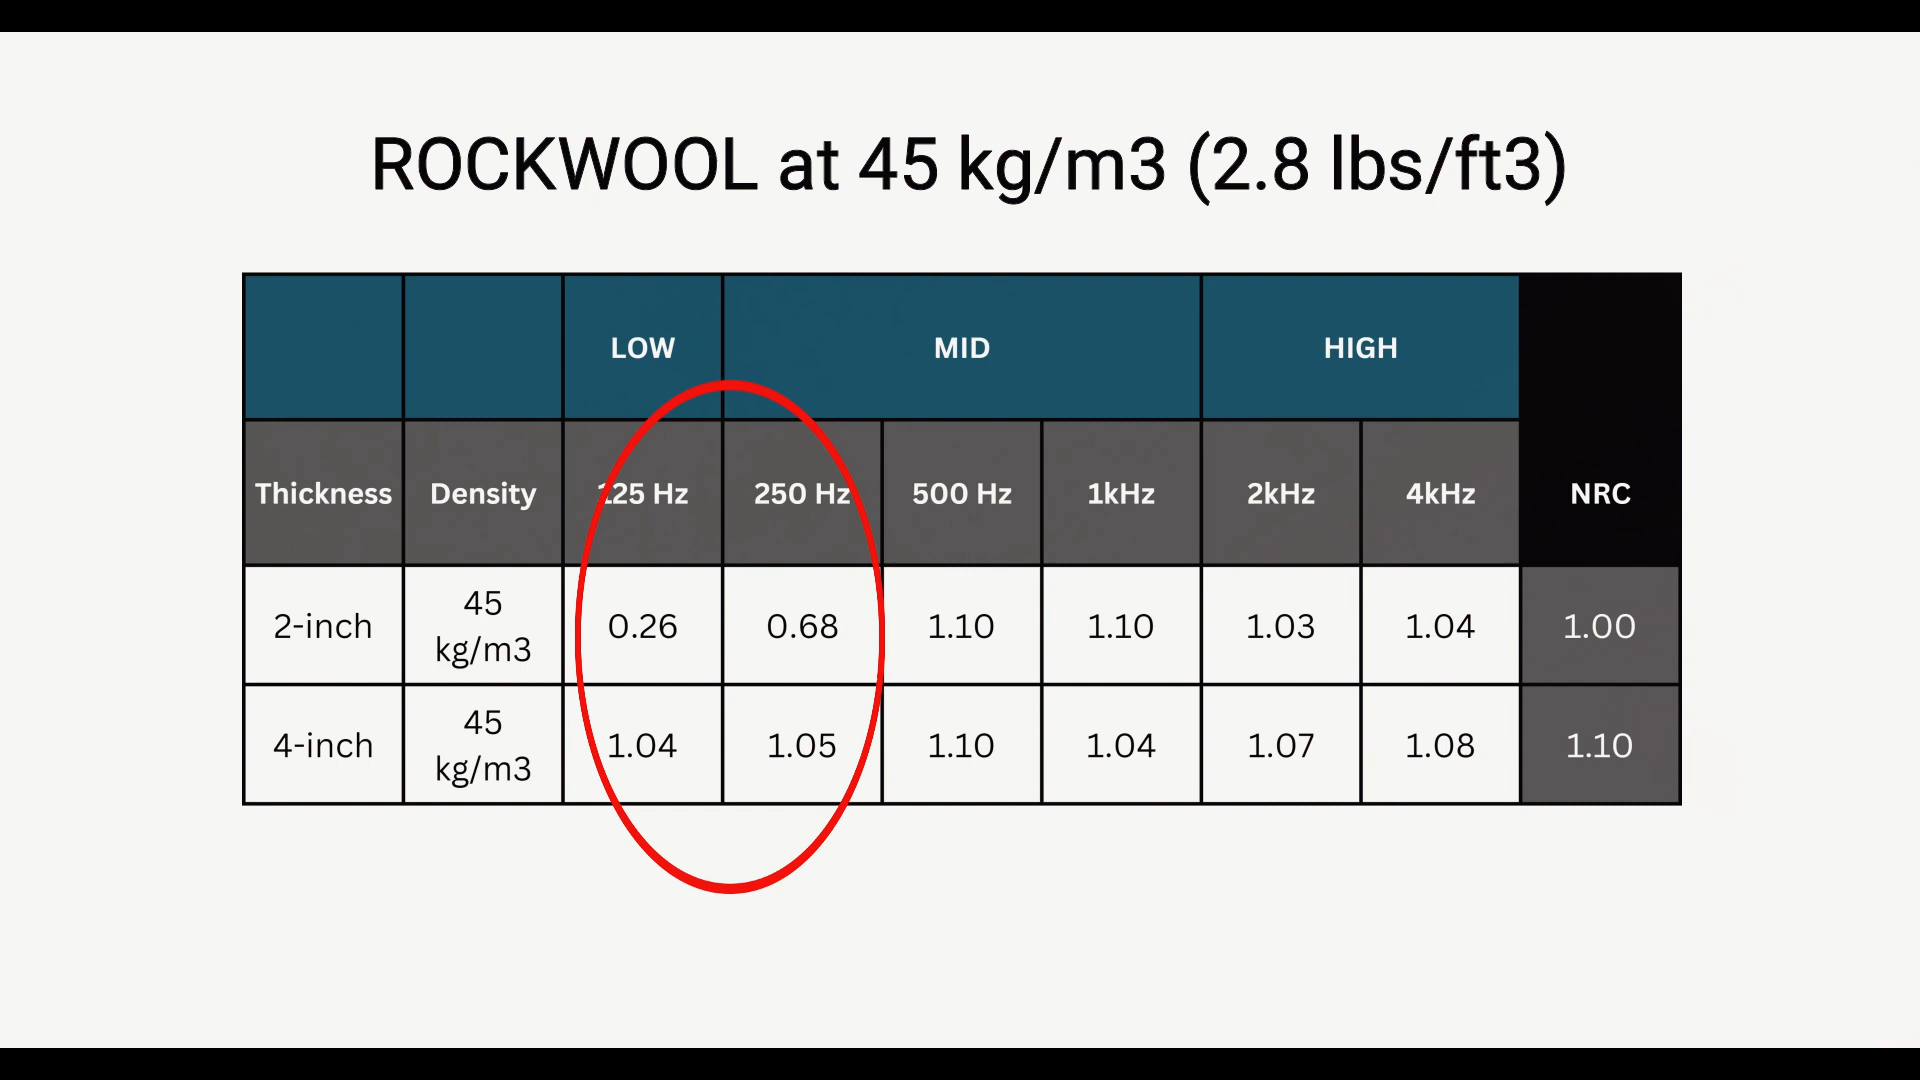 ROCKWOOL at 45 kg/m3 (2.8 lbs/ft3)
LOW MID HIGH
Thickness Density 125 Hz 250 Hz 500 Hz 1kHz 2kHz 4kHz NRC
2-inch 45 kg/m3 0.26 0.68 1.10 1.10 1.03 1.04 1.00
4-inch 45 kg/m3 1.04 1.05 1.10 1.04 1.07 1.08 1.10